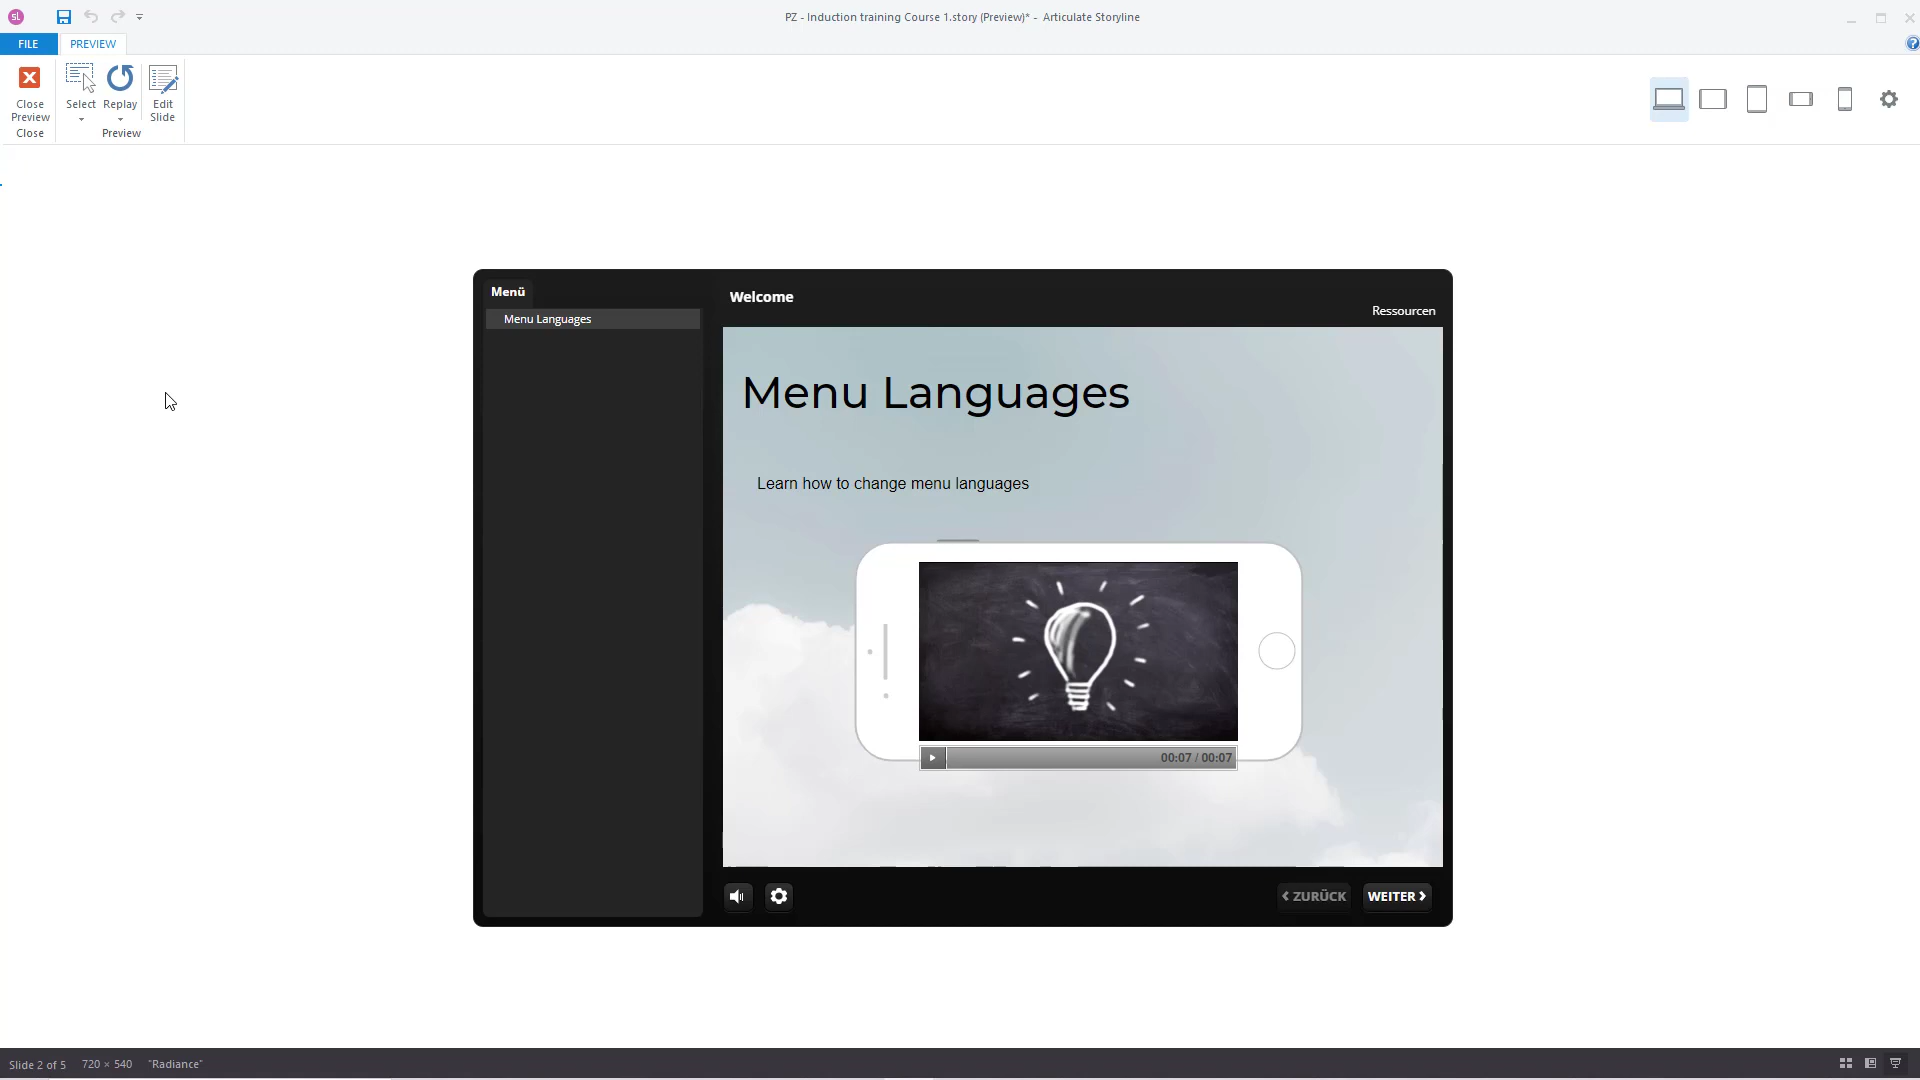 PZ - Induction training Course 1.story (Preview)* - Articulate Storyline
FILE
PREVIEW
Close Preview
Select
Replay
Edit Slide
Close
Preview
Menü
Menu Languages
Welcome
Ressourcen
Menu Languages
Learn how to change menu languages
00:07 / 00:07
ZURÜCK
WEITER
Slide 2 of 5
720 × 540
"Radiance"